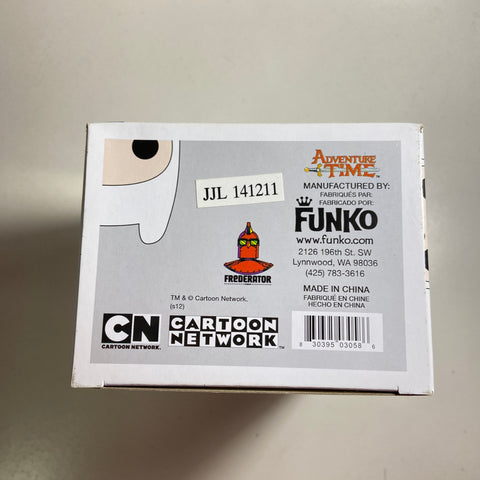 JJL 141211
ADVENTURE
TIME
MANUFACTURED BY:
FABRIQUÉS PAR:
FABRICADO POR:
FUNKO
www.funko.com
2126 196th St. SW
Lynnwood, WA 98036
(425) 783-3616
MADE IN CHINA
FABRIQUÉ EN CHINE
HECHO EN CHINA
8 30395 03058 6
FREDERATOR
TM & © Cartoon Network.
(s12)
CN
CARTOON NETWORK.
CARTOON
NETWORK™